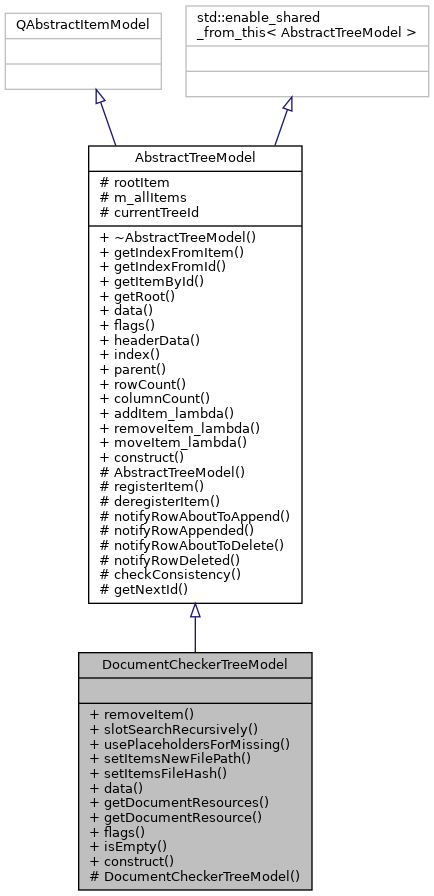 QAbstractItemModel
std::enable_shared
_from_this< AbstractTreeModel >
AbstractTreeModel
# rootItem
# m_allItems
# currentTreeId
+ ~AbstractTreeModel()
+ getIndexFromItem()
+ getIndexFromId()
+ getItemById()
+ getRoot()
+ data()
+ flags()
+ headerData()
+ index()
+ parent()
+ rowCount()
+ columnCount()
+ addItem_lambda()
+ removeItem_lambda()
+ moveItem_lambda()
+ construct()
# AbstractTreeModel()
# registerItem()
# deregisterItem()
# notifyRowAboutToAppend()
# notifyRowAppended()
# notifyRowAboutToDelete()
# notifyRowDeleted()
# checkConsistency()
# getNextId()
DocumentCheckerTreeModel
+ removeItem()
+ slotSearchRecursively()
+ usePlaceholdersForMissing()
+ setItemsNewFilePath()
+ setItemsFileHash()
+ data()
+ getDocumentResources()
+ getDocumentResource()
+ flags()
+ isEmpty()
+ construct()
# DocumentCheckerTreeModel()